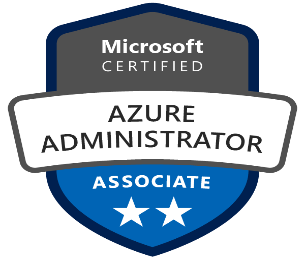 Microsoft
CERTIFIED
AZURE
ADMINISTRATOR
ASSOCIATE